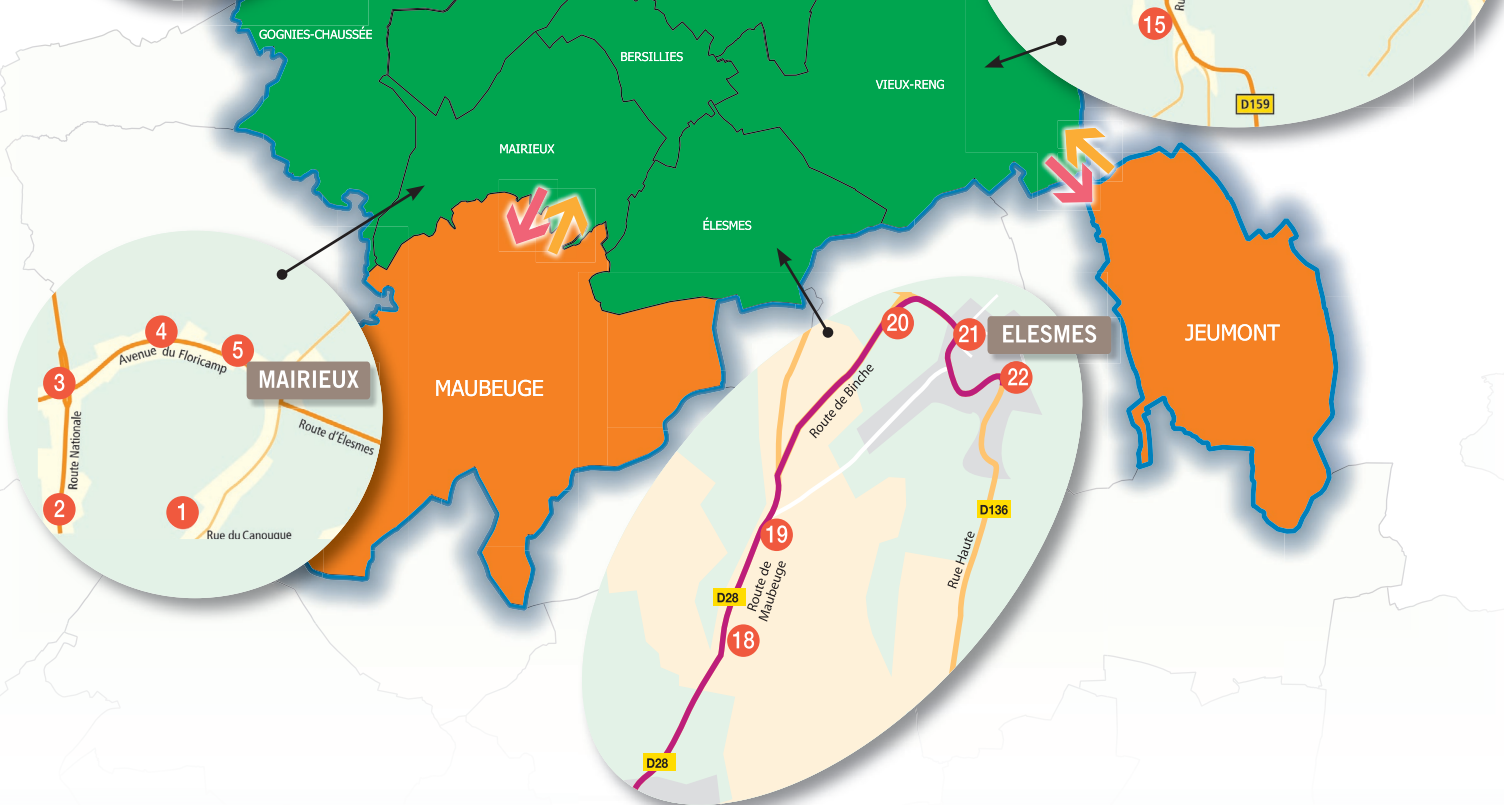 15
Ru
GOGNIES-CHAUSSÉE
BERSILLIES
VIEUX-RENG
D159
MAIRIEUX
ÉLESMES
4
5
Avenue du Floricamp
MAIRIEUX
3
Route Nationale
Route d'Élesmes
2
1
Rue du Canougue
MAUBEUGE
20
21
ELESMES
22
Route de Binche
D136
19
Rue Haute
Route de
Maubeuge
D28
18
D28
JEUMONT